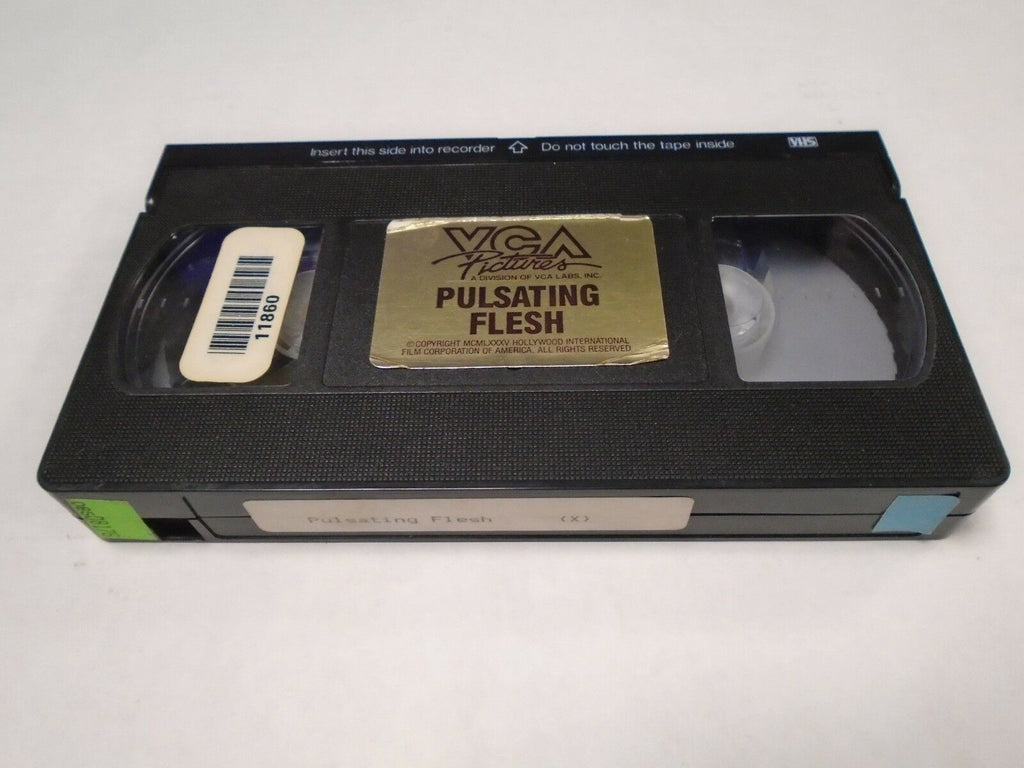 Insert this side into recorder ⇧ Do not touch the tape inside VHS
VCA
Pictures
A DIVISION OF VCA LABS, INC.
PULSATING
FLESH
© COPYRIGHT MCMLXXXV HOLLYWOOD INTERNATIONAL
FILM CORPORATION OF AMERICA. ALL RIGHTS RESERVED
11860
Pulsating Flesh (X)